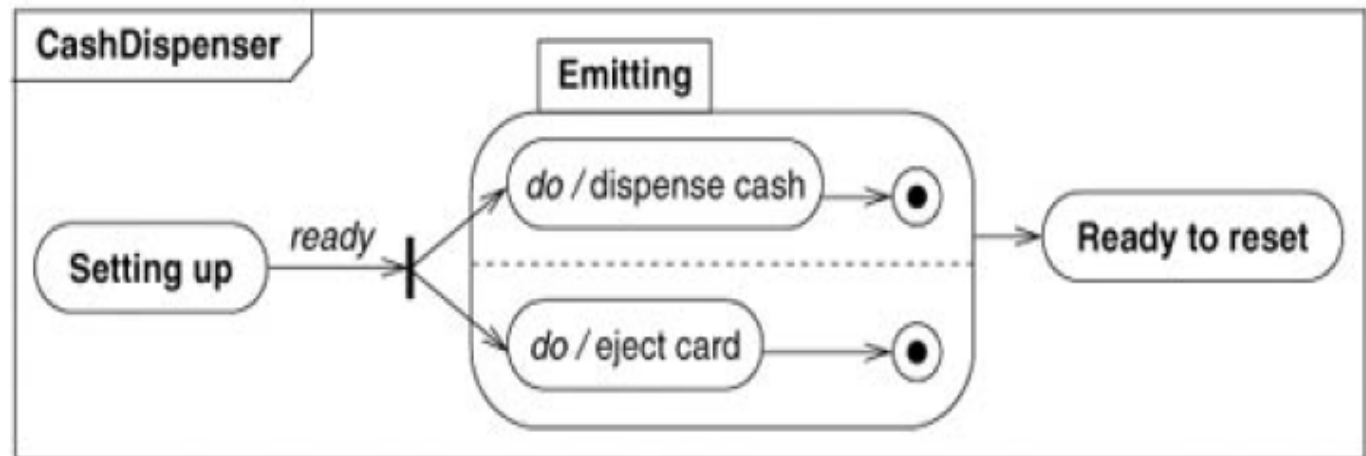 CashDispenser
Emitting
do / dispense cash
ready
Setting up
Ready to reset
do / eject card